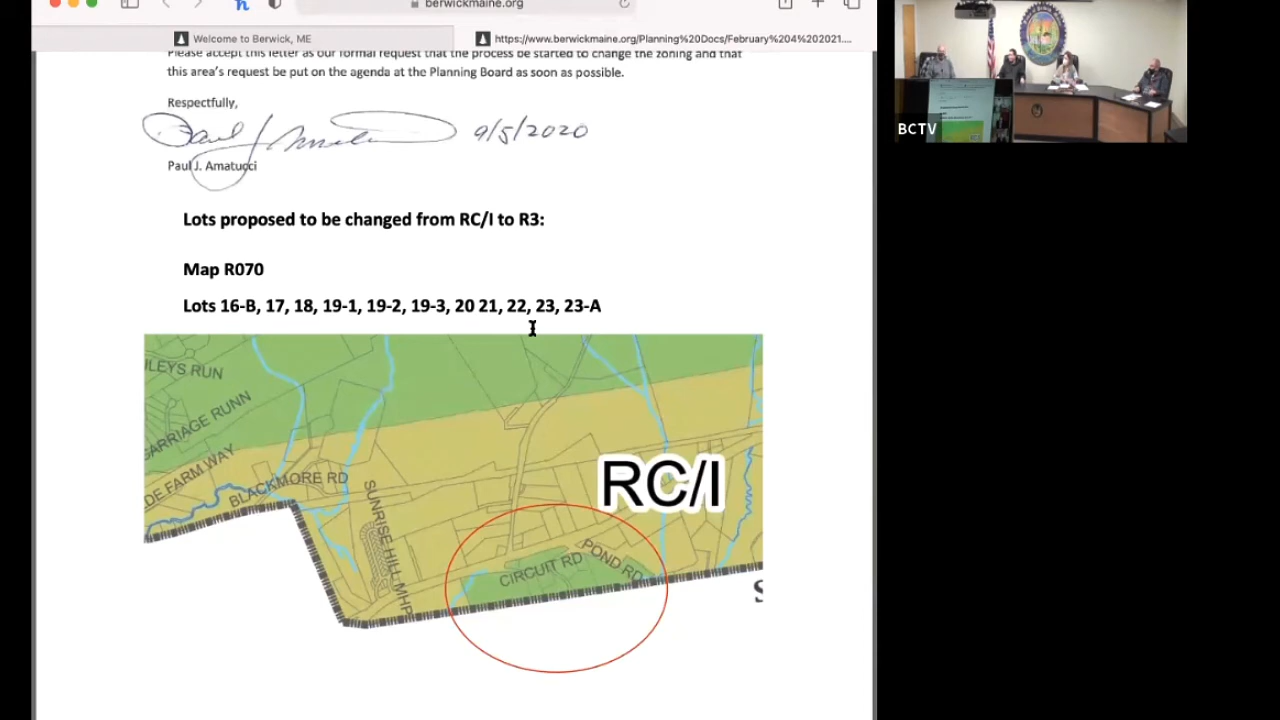 berwickmaine.org
Welcome to Berwick, ME
https://www.berwickmaine.org/Planning%20Docs/February%204%202021....
Please accept this letter as our formal request that the process be started to change the zoning and that
this area's request be put on the agenda at the Planning Board as soon as possible.
Respectfully,
9/5/2020
Paul J. Amatucci
Lots proposed to be changed from RC/I to R3:
Map R070
Lots 16-B, 17, 18, 19-1, 19-2, 19-3, 20 21, 22, 23, 23-A
ILEYS RUN
CARRIAGE RUNN
DE FARM WAY
BLACKMORE RD
SUNRISE HILL MHP
RC/I
CIRCUIT RD
POND RD
S
BCTV